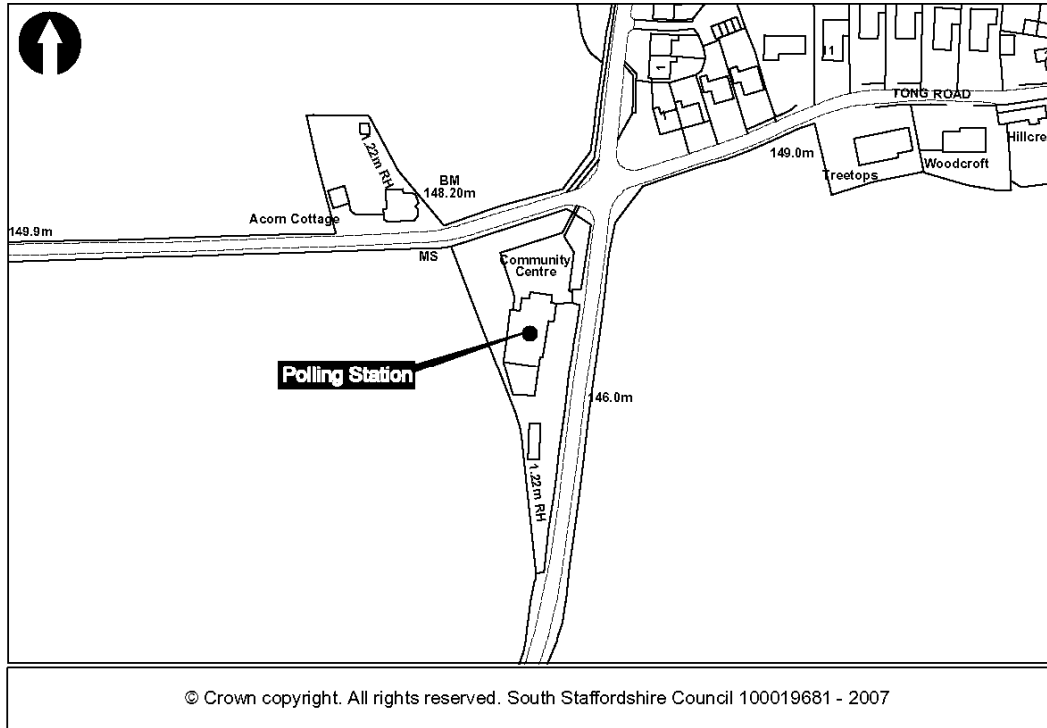 1
11
TONG ROAD
149.0m
Hillcre
Woodcroft
Treetops
1.22m RH
BM
148.20m
Acorn Cottage
149.9m
MS
Community
Centre
Polling Station
146.0m
1.22m RH
© Crown copyright. All rights reserved. South Staffordshire Council 100019681 - 2007